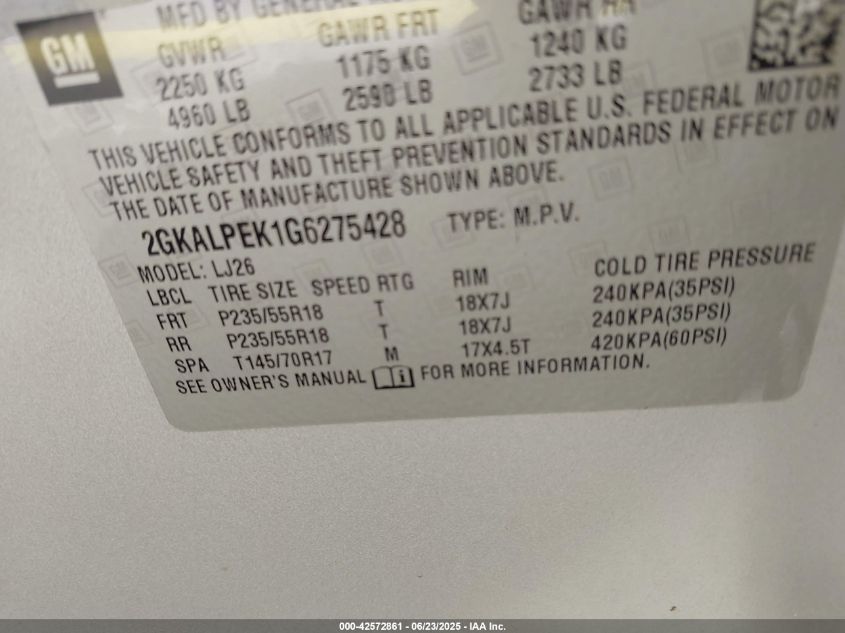 GM
MFD BY GENERAL
GVWR GAWR FRT GAWR RR
2250 KG 1175 KG 1240 KG
4960 LB 2590 LB 2733 LB
THIS VEHICLE CONFORMS TO ALL APPLICABLE U.S. FEDERAL MOTOR
VEHICLE SAFETY AND THEFT PREVENTION STANDARDS IN EFFECT ON
THE DATE OF MANUFACTURE SHOWN ABOVE.
2GKALPEK1G6275428 TYPE: M.P.V.
MODEL: LJ26
LBCL TIRE SIZE SPEED RTG RIM COLD TIRE PRESSURE
FRT P235/55R18 T 18X7J 240KPA(35PSI)
RR P235/55R18 T 18X7J 240KPA(35PSI)
SPA T145/70R17 M 17X4.5T 420KPA(60PSI)
SEE OWNER'S MANUAL FOR MORE INFORMATION.
000-42572861 - 06/23/2025 - IAA Inc.